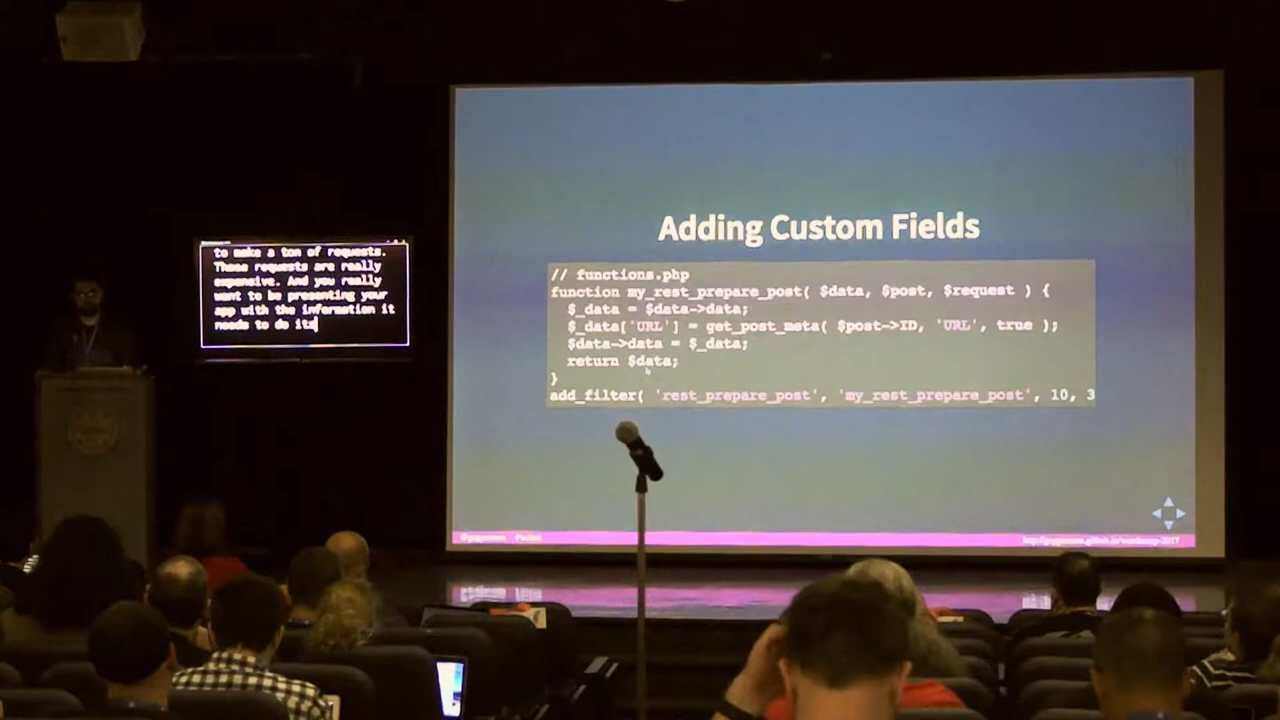 to make a ton of requests.
These requests are really
expensive. And you really
want to be presenting your
app with the information it
needs to do its
Adding Custom Fields
// functions.php
function my_rest_prepare_post( $data, $post, $request ) {
$_data = $data->data;
$_data['URL'] = get_post_meta( $post->ID, 'URL', true );
$data->data = $_data;
return $data;
}
add_filter( 'rest_prepare_post', 'my_rest_prepare_post', 10, 3